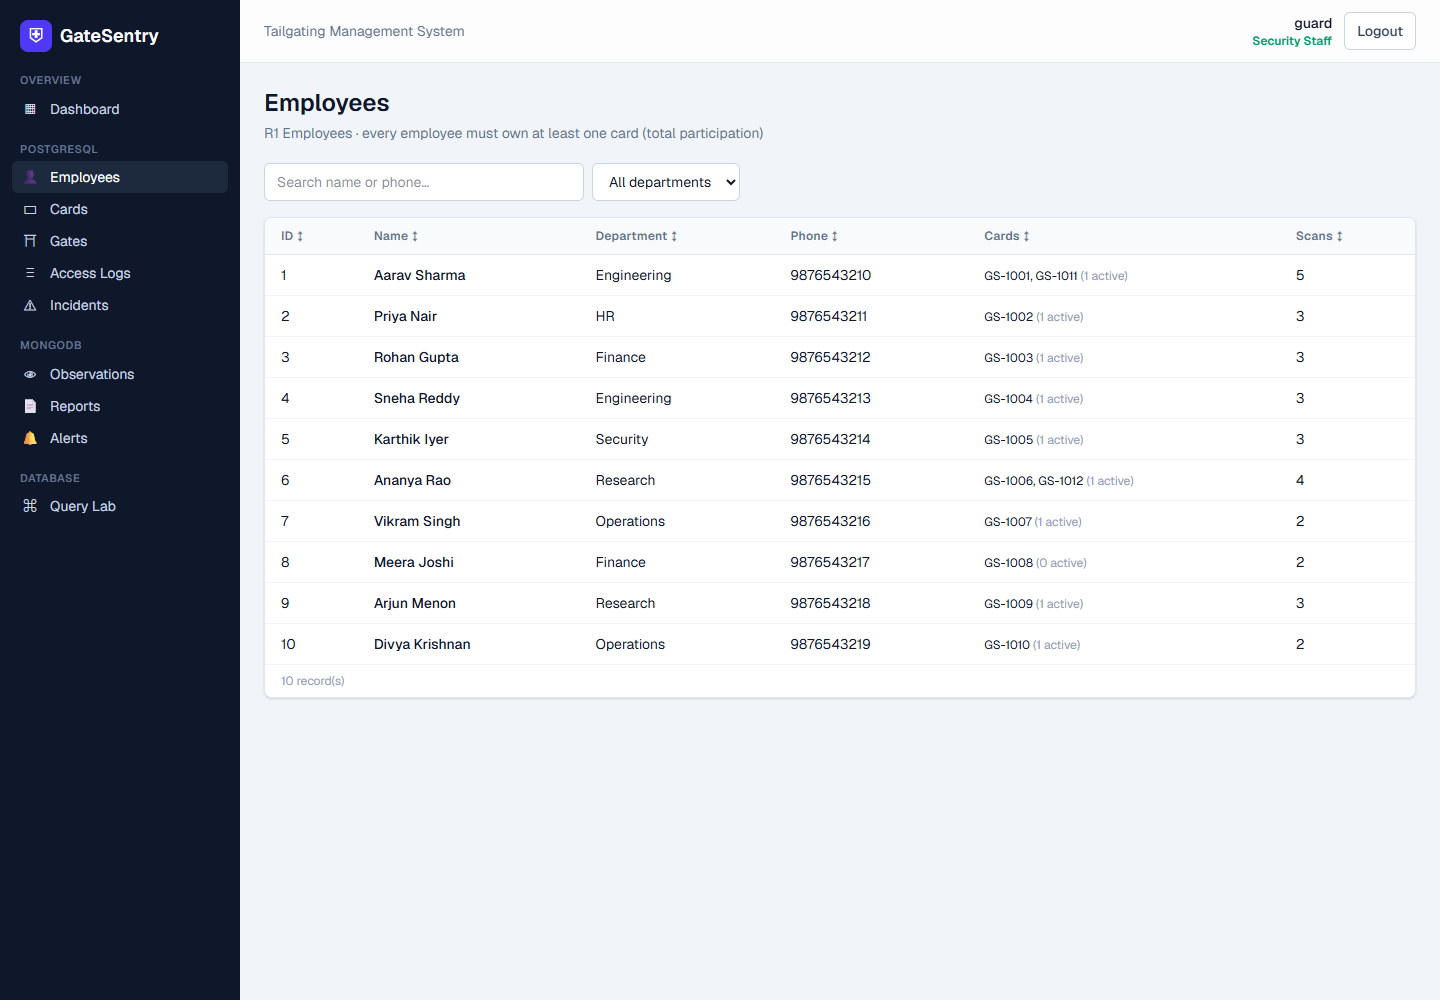 GateSentry
OVERVIEW
Dashboard
POSTGRESQL
Employees
Cards
Gates
Access Logs
Incidents
MONGODB
Observations
Reports
Alerts
DATABASE
Query Lab
Tailgating Management System
guard
Security Staff
Logout
Employees
R1 Employees · every employee must own at least one card (total participation)
Search name or phone...
All departments
ID ↕ Name ↕ Department ↕ Phone ↕ Cards ↕ Scans ↕
1 Aarav Sharma Engineering 9876543210 GS-1001, GS-1011 (1 active) 5
2 Priya Nair HR 9876543211 GS-1002 (1 active) 3
3 Rohan Gupta Finance 9876543212 GS-1003 (1 active) 3
4 Sneha Reddy Engineering 9876543213 GS-1004 (1 active) 3
5 Karthik Iyer Security 9876543214 GS-1005 (1 active) 3
6 Ananya Rao Research 9876543215 GS-1006, GS-1012 (1 active) 4
7 Vikram Singh Operations 9876543216 GS-1007 (1 active) 2
8 Meera Joshi Finance 9876543217 GS-1008 (0 active) 2
9 Arjun Menon Research 9876543218 GS-1009 (1 active) 3
10 Divya Krishnan Operations 9876543219 GS-1010 (1 active) 2
10 record(s)